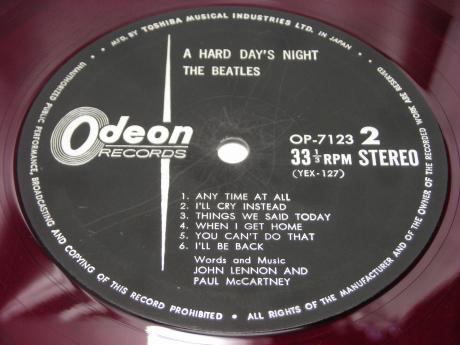 MFG. BY TOSHIBA MUSICAL INDUSTRIES LTD. IN JAPAN
A HARD DAY'S NIGHT
THE BEATLES
Odeon
RECORDS
OP-7123 2
33 1/3 RPM STEREO
(YEX-127)
1. ANY TIME AT ALL
2. I'LL CRY INSTEAD
3. THINGS WE SAID TODAY
4. WHEN I GET HOME
5. YOU CAN'T DO THAT
6. I'LL BE BACK
Words and Music
JOHN LENNON AND
PAUL McCARTNEY
UNAUTHORIZED PUBLIC PERFORMANCE, BROADCASTING AND COPYING OF THIS RECORD PROHIBITED • ALL RIGHTS OF THE MANUFACTURER AND OF THE OWNER OF THE RECORDED WORK ARE RESERVED